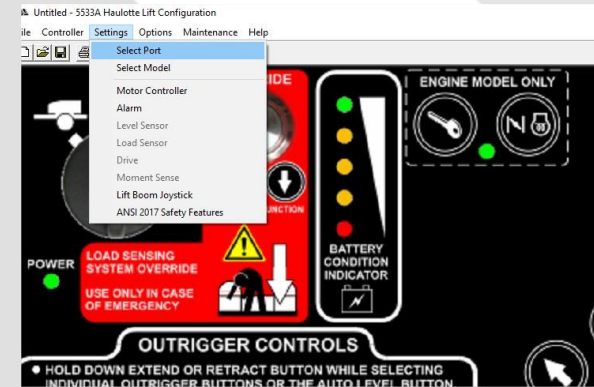 Untitled - 5533A Haulotte Lift Configuration
Controller Settings Options Maintenance Help
Select Port
Select Model
Motor Controller
Alarm
Level Sensor
Load Sensor
Drive
Moment Sense
Lift Boom Joystick
ANSI 2017 Safety Features
ENGINE MODEL ONLY
N
POWER
LOAD SENSING
SYSTEM OVERRIDE
USE ONLY IN CASE
OF EMERGENCY
BATTERY
CONDITION
INDICATOR
OUTRIGGER CONTROLS
HOLD DOWN EXTEND OR RETRACT BUTTON WHILE SELECTING
INDIVIDUAL OUTRIGGER BUTTONS OR THE AUTO LEVEL BUTTON